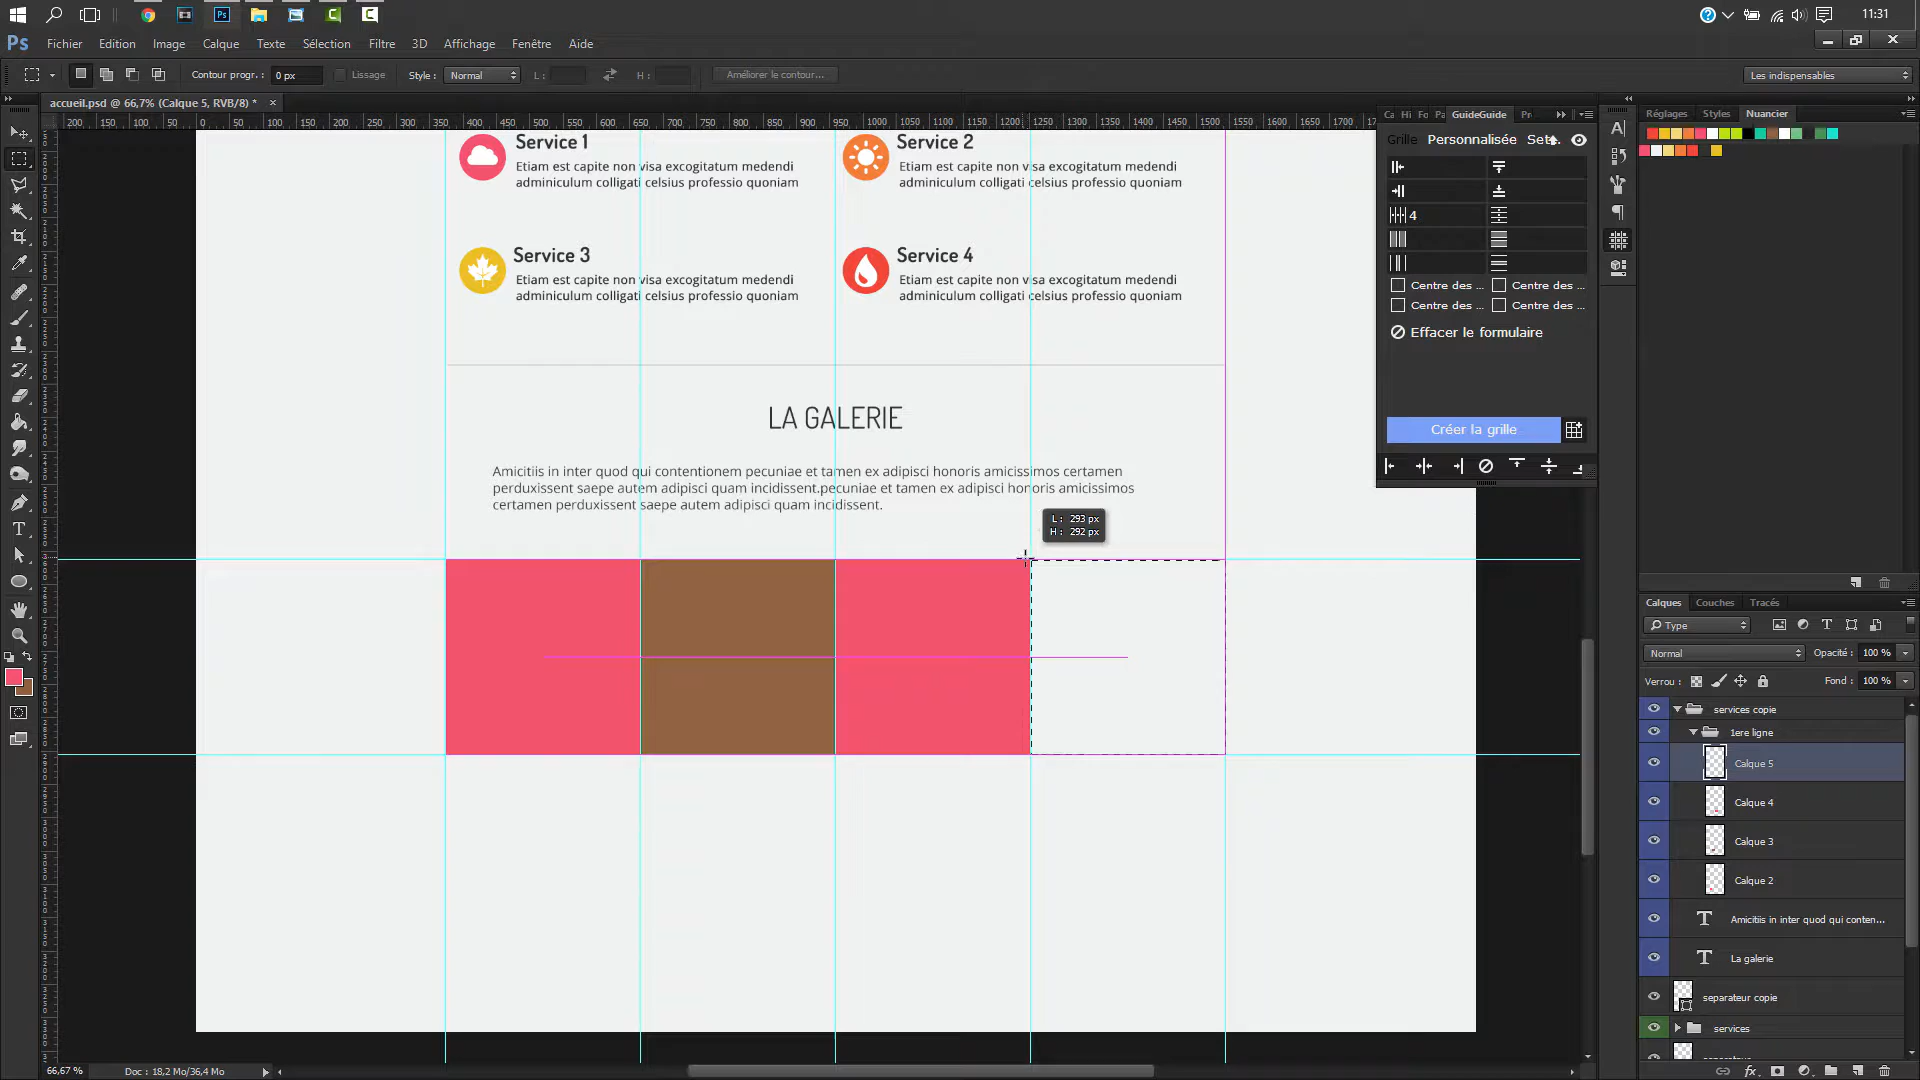 11:31
Ps
Fichier Edition Image Calque Texte Sélection Filtre 3D Affichage Fenêtre Aide
Contour progr. : 0 px Lissage Style : Normal L : H : Améliorer le contour... Les indispensables
accueil.psd @ 66,7% (Calque 5, RVB/8) *
Réglages Styles Nuancier
GuideGuide
Grille Personnalisée Sets.
4
Centre des ... Centre des ...
Centre des ... Centre des ...
Effacer le formulaire
Créer la grille
Service 1
Etiam est capite non visa excogitatum medendi
adminiculum colligati celsius professio quoniam
Service 2
Etiam est capite non visa excogitatum medendi
adminiculum colligati celsius professio quoniam
Service 3
Etiam est capite non visa excogitatum medendi
adminiculum colligati celsius professio quoniam
Service 4
Etiam est capite non visa excogitatum medendi
adminiculum colligati celsius professio quoniam
LA GALERIE
Amicitiis in inter quod qui contentionem pecuniae et tamen ex adipisci honoris amicissimos certamen
perduxissent saepe autem adipisci quam incidissent.pecuniae et tamen ex adipisci honoris amicissimos
certamen perduxissent saepe autem adipisci quam incidissent.
L : 293 px
H : 292 px
Calques Couches Tracés
Type
Normal Opacité : 100 %
Verrou : Fond : 100 %
services copie
1ere ligne
Calque 5
Calque 4
Calque 3
Calque 2
Amicitiis in inter quod qui conten...
La galerie
separateur copie
services
66,67 % Doc : 18,2 Mo/36,4 Mo